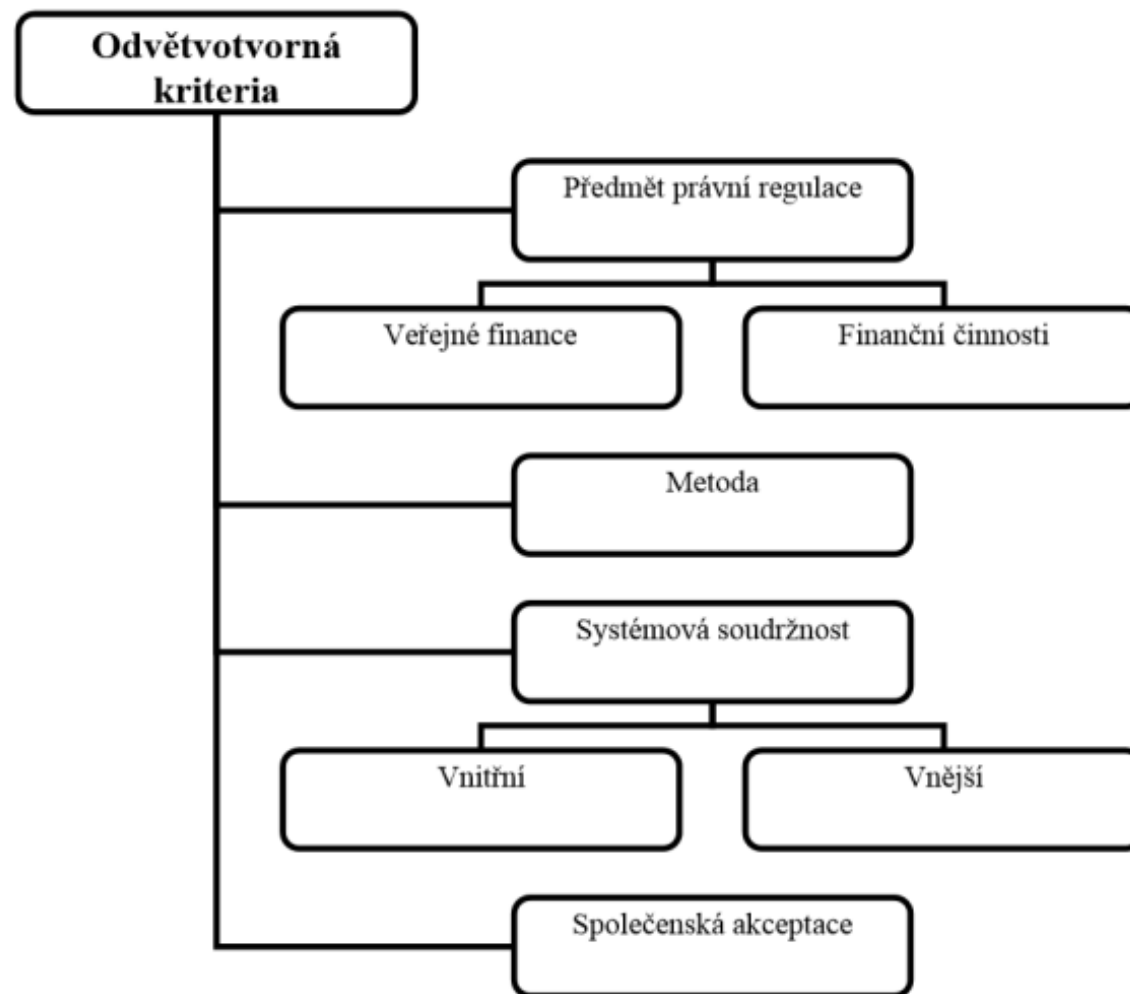 Odvětvotvorná
kriteria
Předmět právní regulace
Veřejné finance
Finanční činnosti
Metoda
Systémová soudržnost
Vnitřní
Vnější
Společenská akceptace